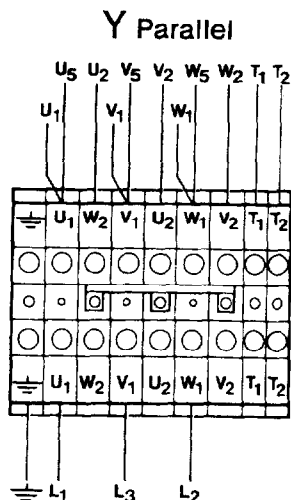 Y Parallel
U5 U2 V5 V2 W5 W2 T1 T2
U1 V1 W1
U1 W2 V1 U2 W1 V2 T1 T2
U1 W2 V1 U2 W1 V2 T1 T2
L1 L3 L2